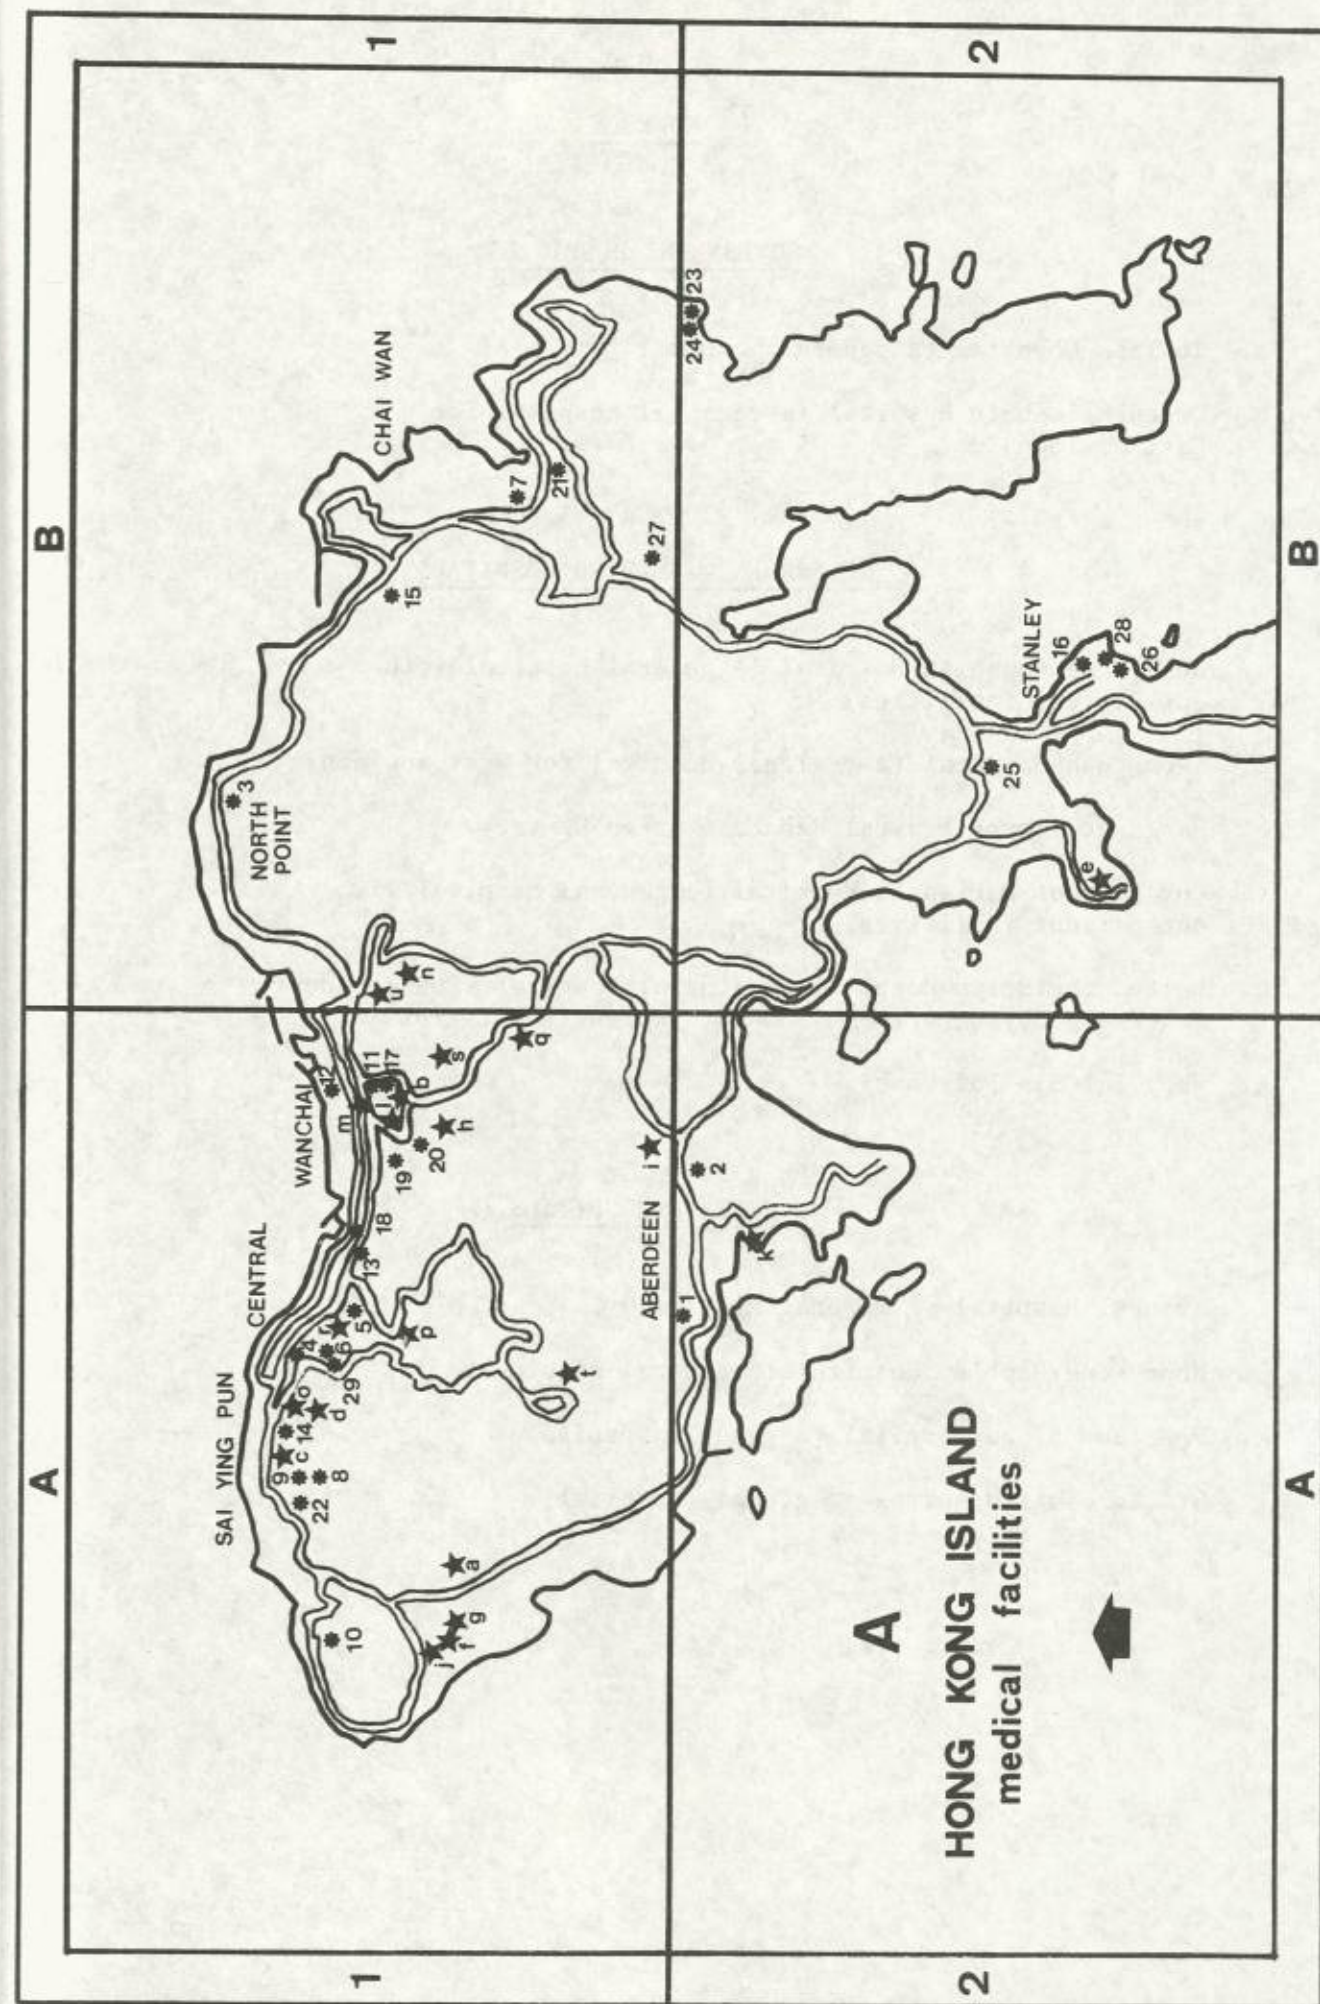 A
B
1
1
SAI YING PUN
CENTRAL
WANCHAI
NORTH
POINT
CHAI WAN
3
12
4
o
9
c
14
22
8
d
29
6
r
5
13
18
m
11
17
l
b
19
20
h
s
u
n
15
7
21
10
p
q
t
a
j
f
g
27
24
23
ABERDEEN
i
1
2
k
STANLEY
16
28
26
25
e
A
HONG KONG ISLAND
medical facilities
2
2
A
B